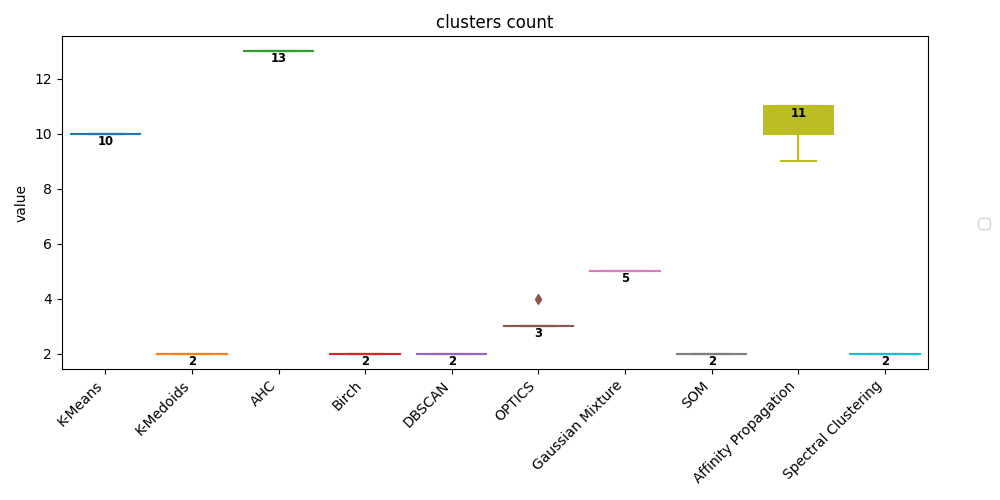 clusters count
value
12
10
8
6
4
2
10
2
13
2
2
3
5
2
11
2
K-Means
K-Medoids
AHC
Birch
DBSCAN
OPTICS
Gaussian Mixture
SOM
Affinity Propagation
Spectral Clustering